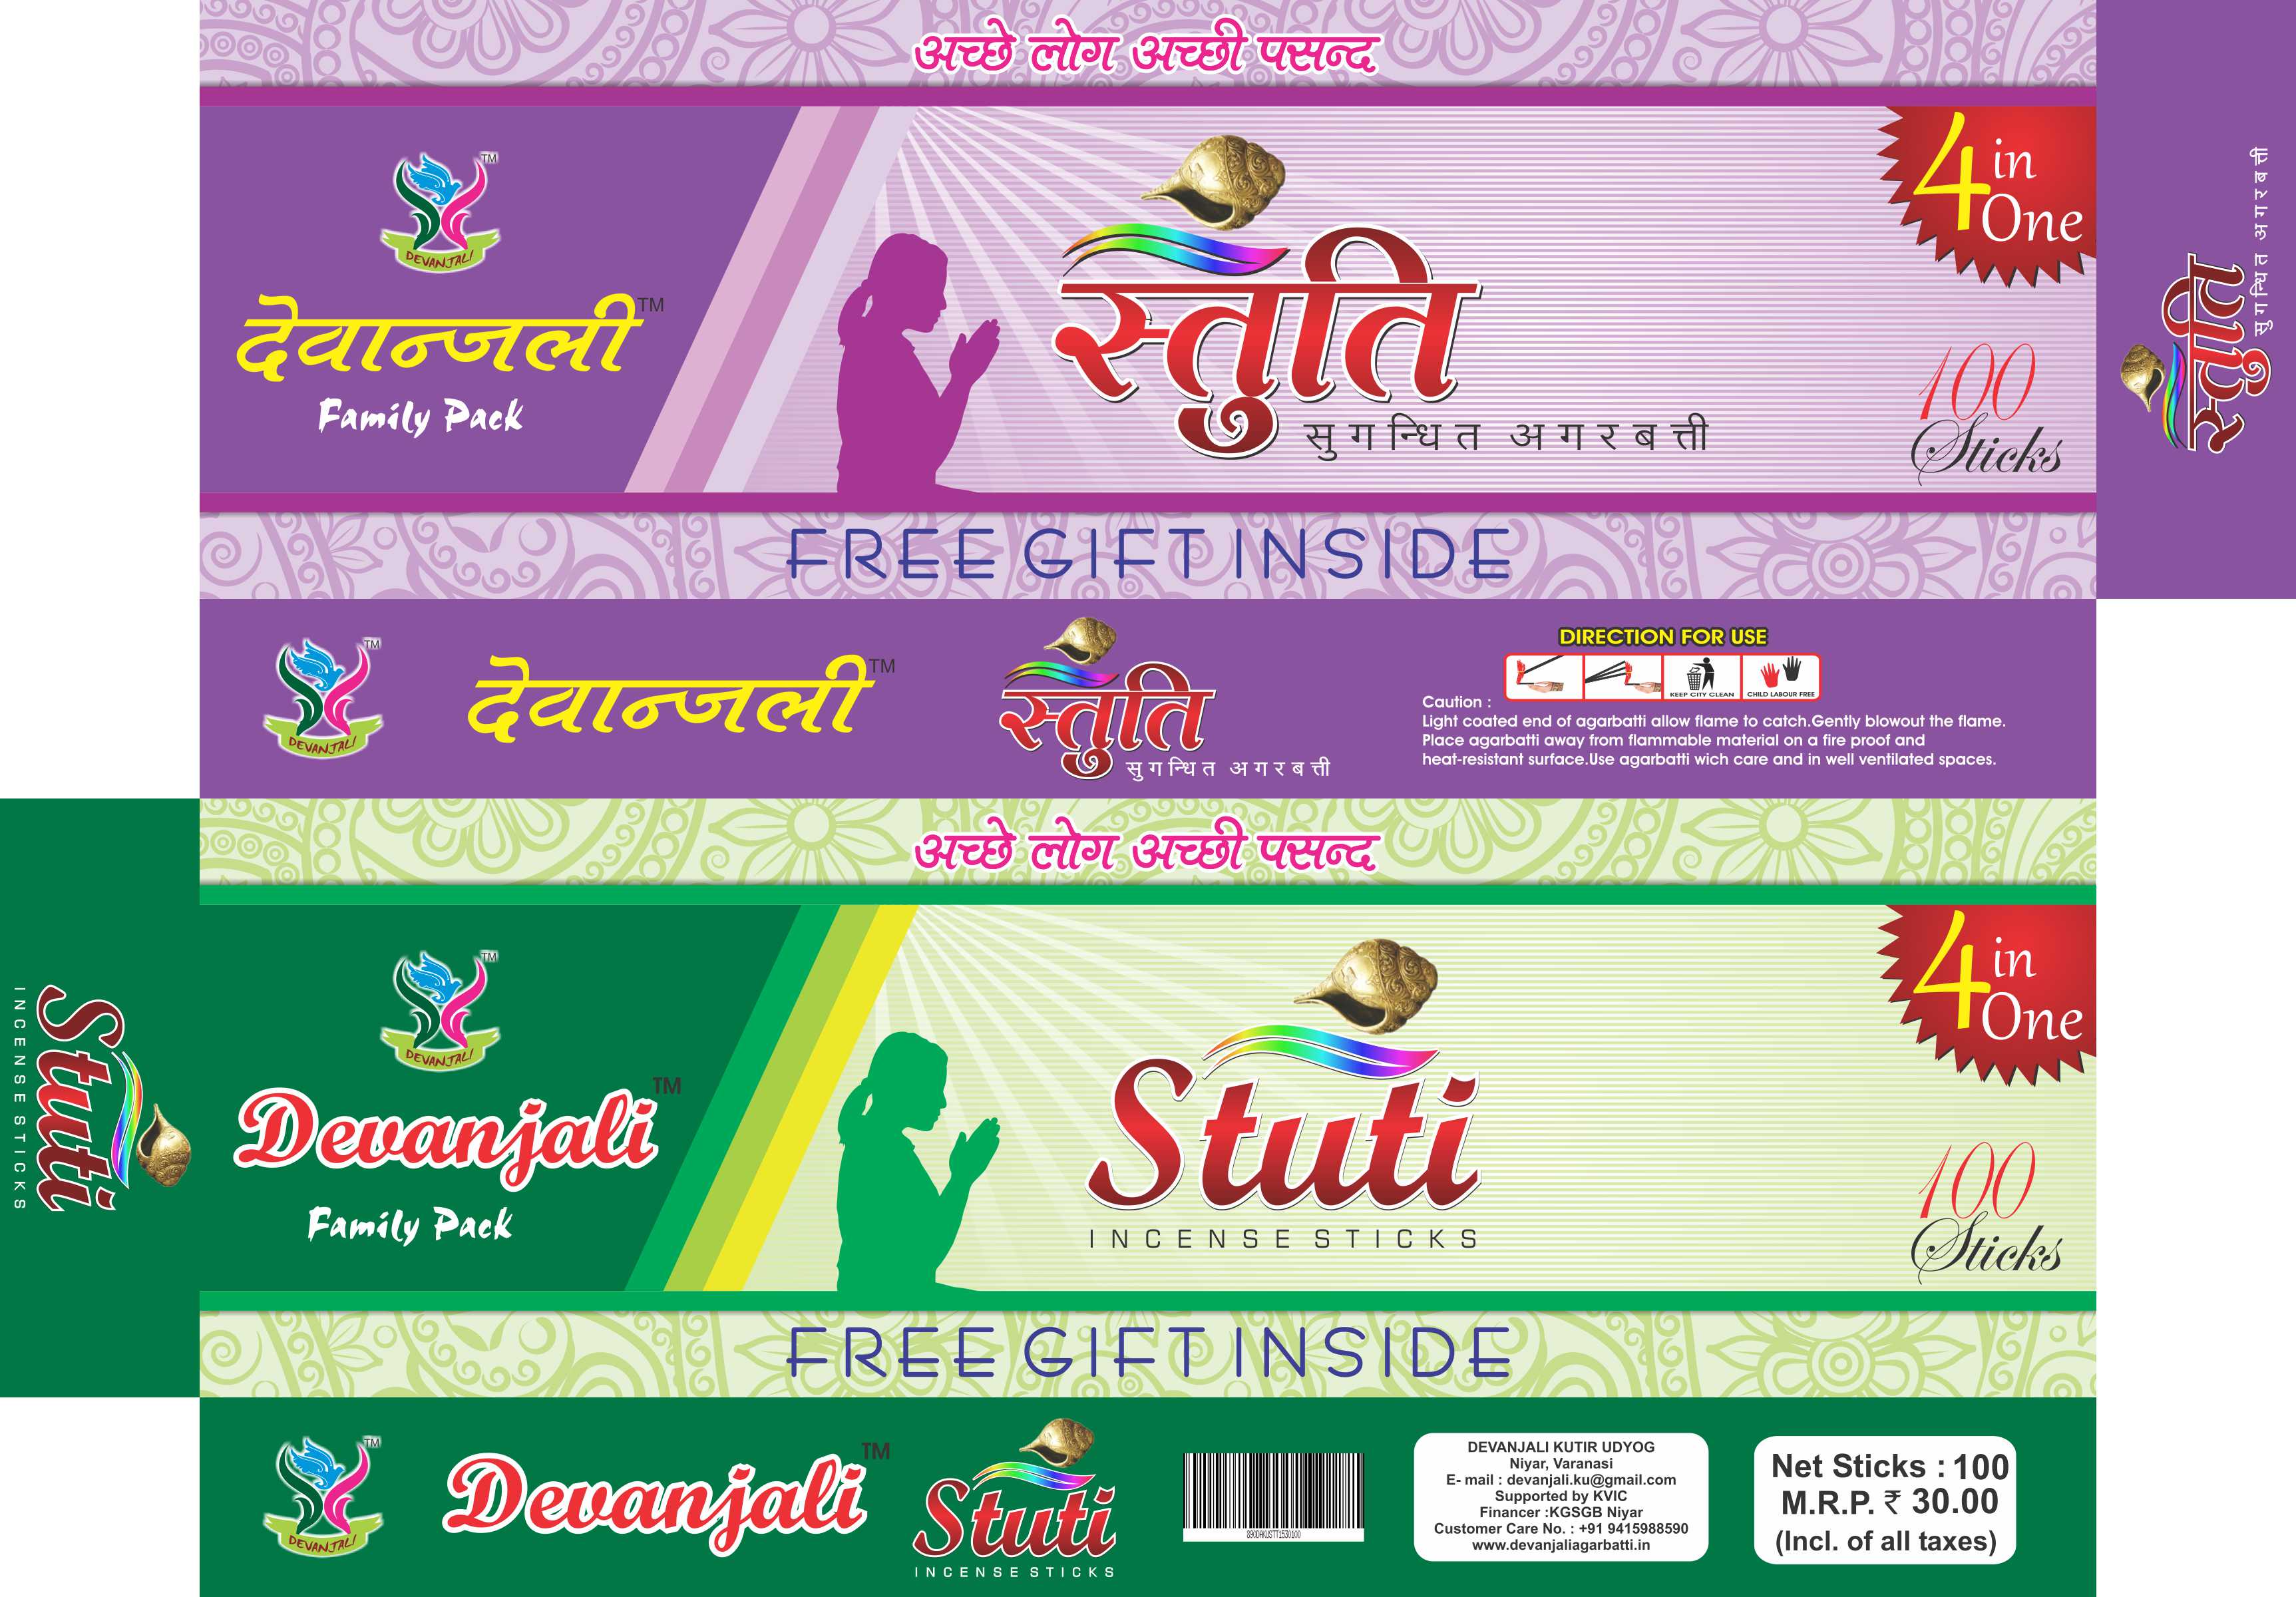 अच्छे लोग अच्छी पसन्द
TM
DEVANJALI
देवान्जली TM
Family Pack
स्तुति
सुगन्धित अगरबत्ती
4 in One
100
Sticks
स्तुति
सुगन्धित अगरबत्ती
FREE GIFT INSIDE
TM
DEVANJALI
देवान्जली TM
स्तुति
सुगन्धित अगरबत्ती
DIRECTION FOR USE
KEEP CITY CLEAN
CHILD LABOUR FREE
Caution :
Light coated end of agarbatti allow flame to catch.Gently blowout the flame.
Place agarbatti away from flammable material on a fire proof and
heat-resistant surface.Use agarbatti wich care and in well ventilated spaces.
अच्छे लोग अच्छी पसन्द
Stuti
INCENSE STICKS
TM
DEVANJALI
Devanjali TM
Family Pack
Stuti
INCENSE STICKS
4 in One
100
Sticks
FREE GIFT INSIDE
TM
DEVANJALI
Devanjali TM
Stuti
INCENSE STICKS
890DAKUSTT1530100
DEVANJALI KUTIR UDYOG
Niyar, Varanasi
E- mail : devanjali.ku@gmail.com
Supported by KVIC
Financer :KGSGB Niyar
Customer Care No. : +91 9415988590
www.devanjaliagarbatti.in
Net Sticks : 100
M.R.P. ₹ 30.00
(Incl. of all taxes)